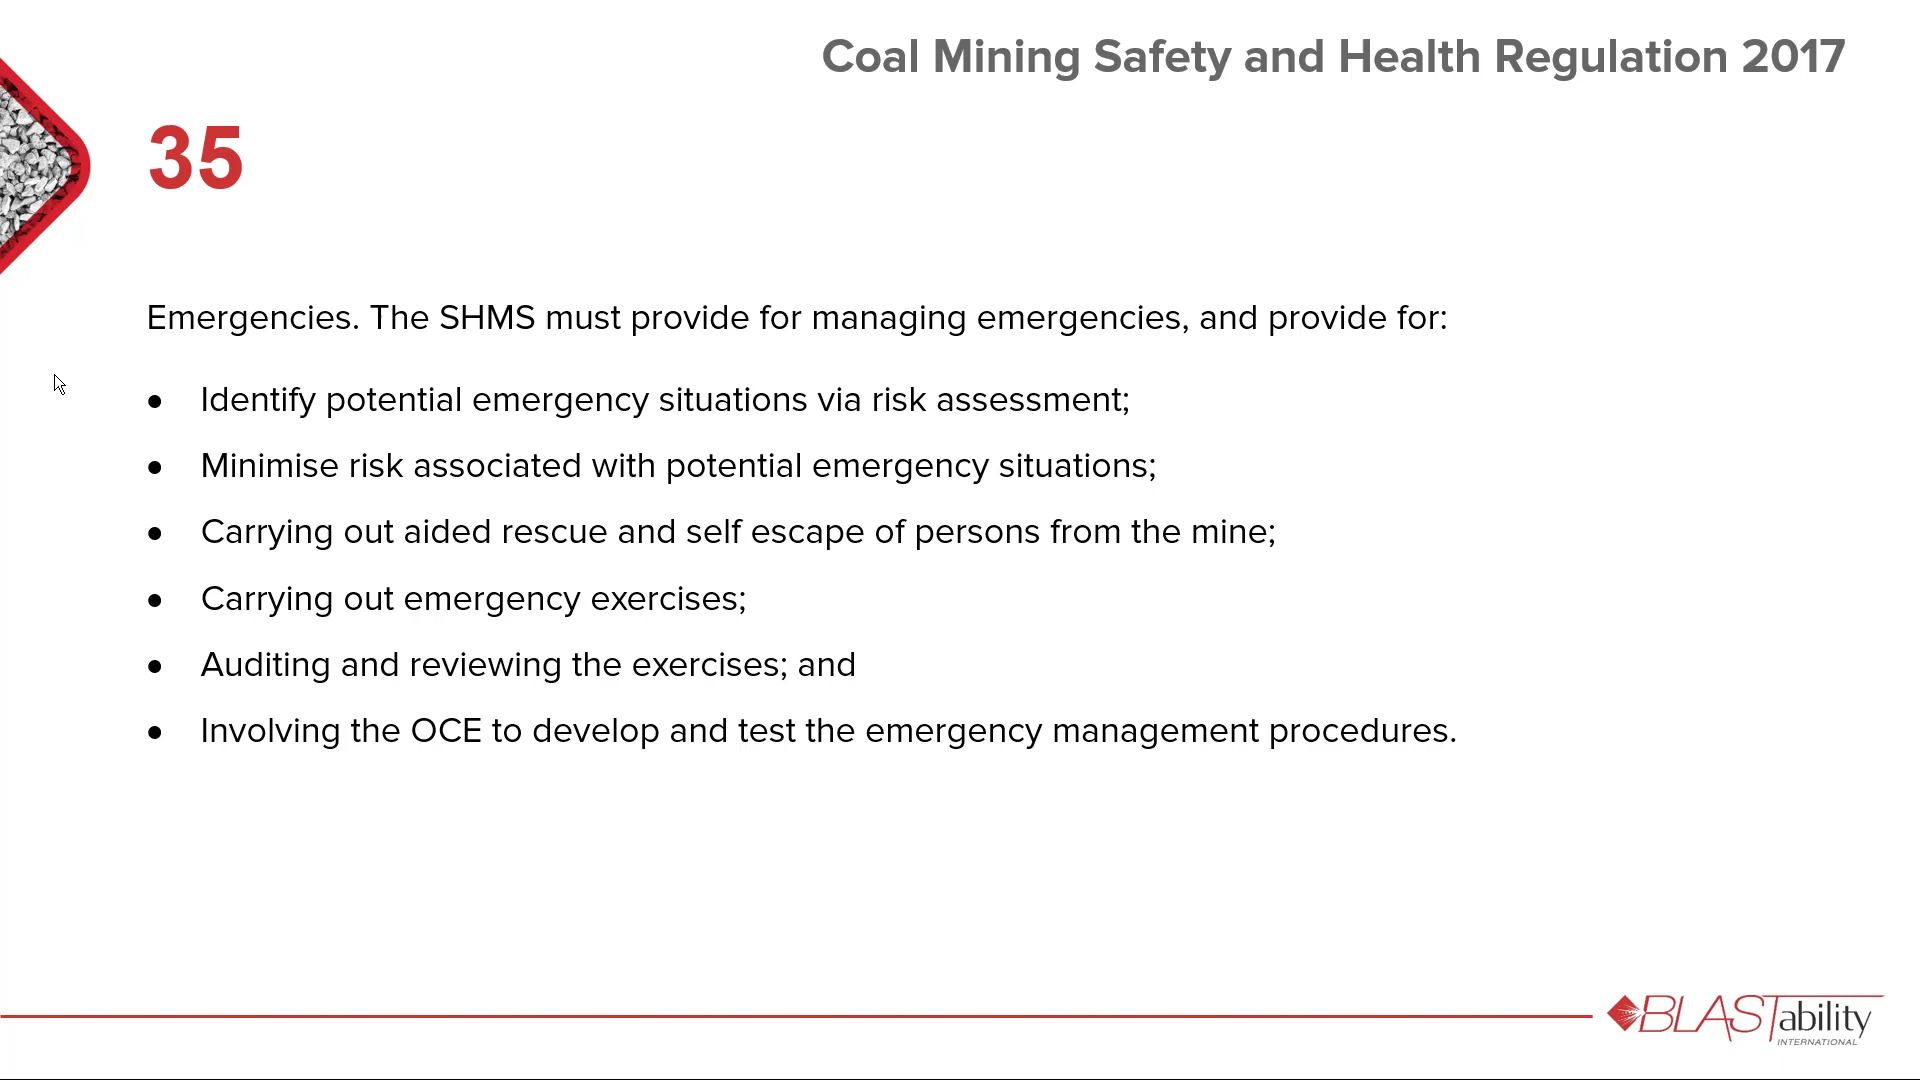 Coal Mining Safety and Health Regulation 2017
35
Emergencies. The SHMS must provide for managing emergencies, and provide for:
● Identify potential emergency situations via risk assessment;
● Minimise risk associated with potential emergency situations;
● Carrying out aided rescue and self escape of persons from the mine;
● Carrying out emergency exercises;
● Auditing and reviewing the exercises; and
● Involving the OCE to develop and test the emergency management procedures.
BLASTability
INTERNATIONAL